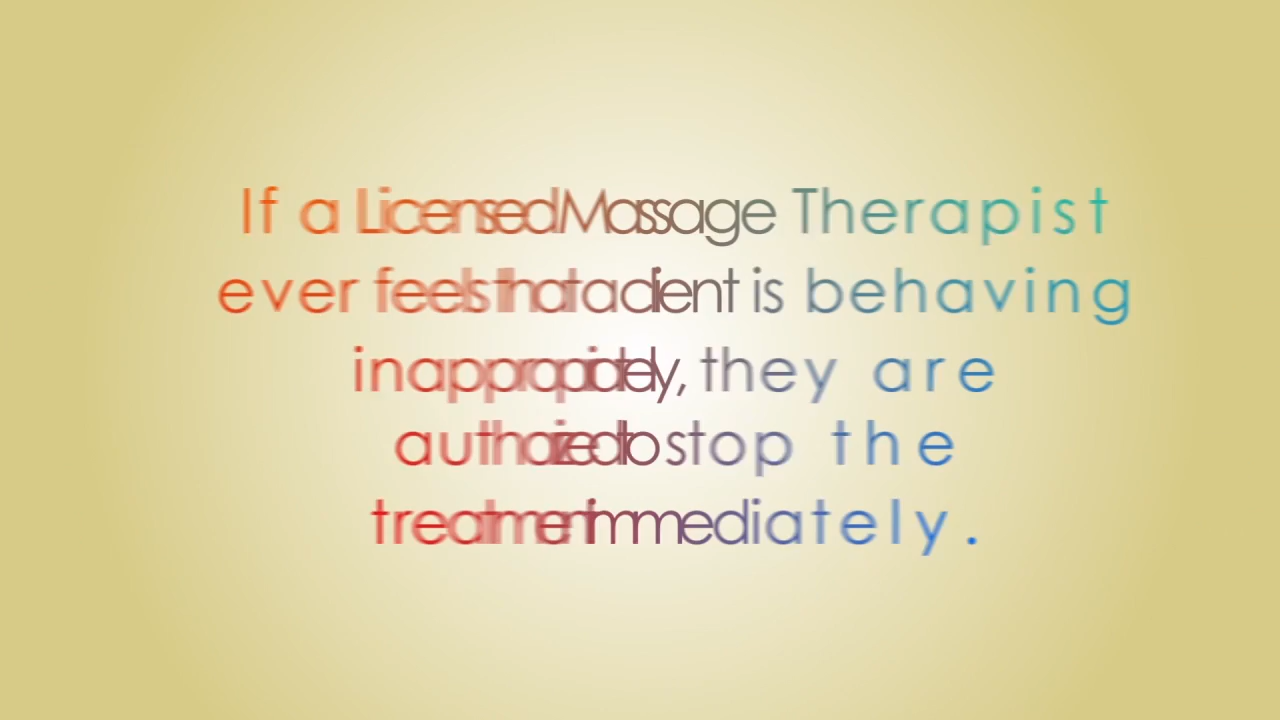 If a Licensed Massage Therapist
ever feels that a client is behaving
inappropriately, they are
authorized to stop the
treatment immediately.